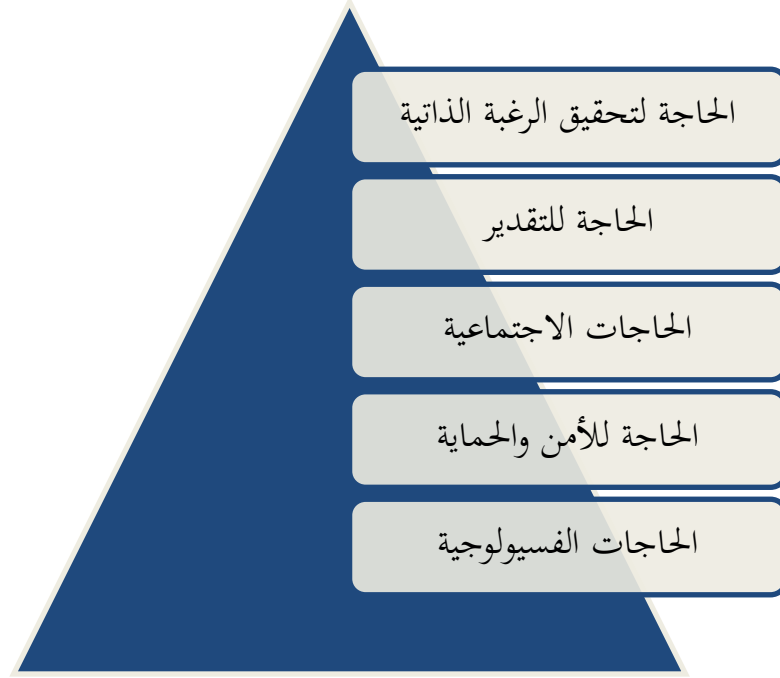 الحاجة لتحقيق الرغبة الذاتية
الحاجة للتقدير
الحاجات الاجتماعية
الحاجة للأمن والحماية
الحاجات الفسيولوجية